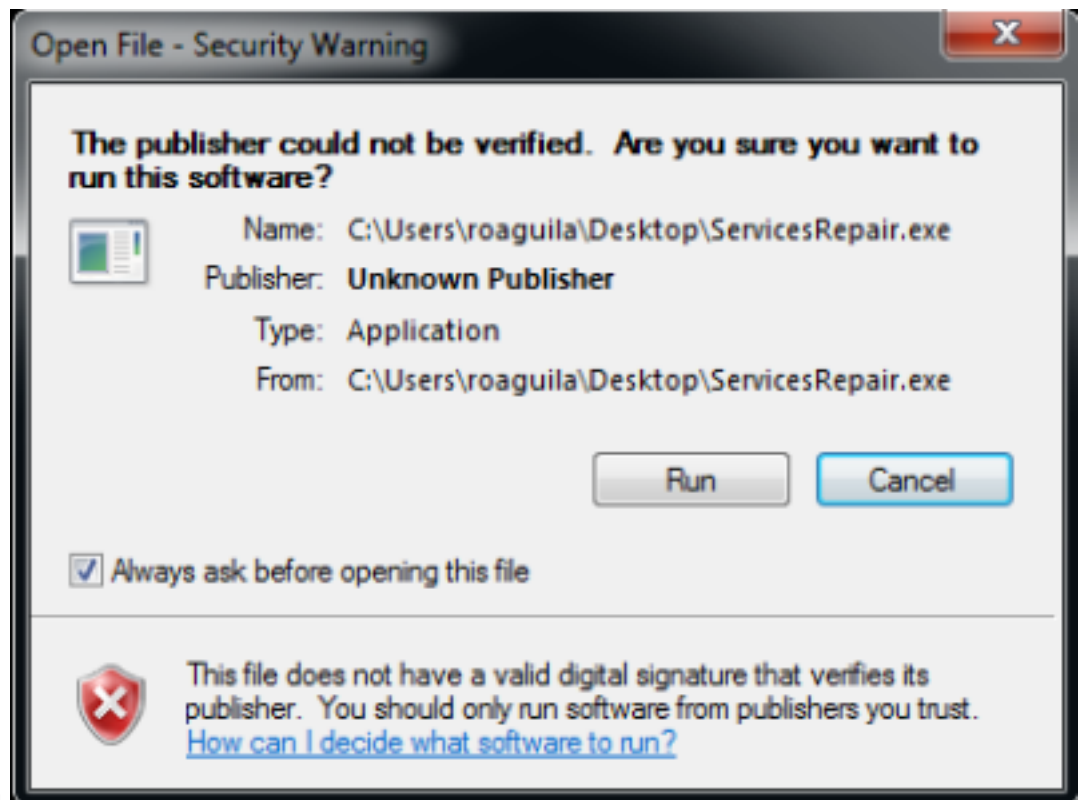 Open File - Security Warning
The publisher could not be verified. Are you sure you want to
run this software?
Name: C:\Users\roaguila\Desktop\ServicesRepair.exe
Publisher: Unknown Publisher
Type: Application
From: C:\Users\roaguila\Desktop\ServicesRepair.exe
Run Cancel
Always ask before opening this file
This file does not have a valid digital signature that verifies its
publisher. You should only run software from publishers you trust.
How can I decide what software to run?